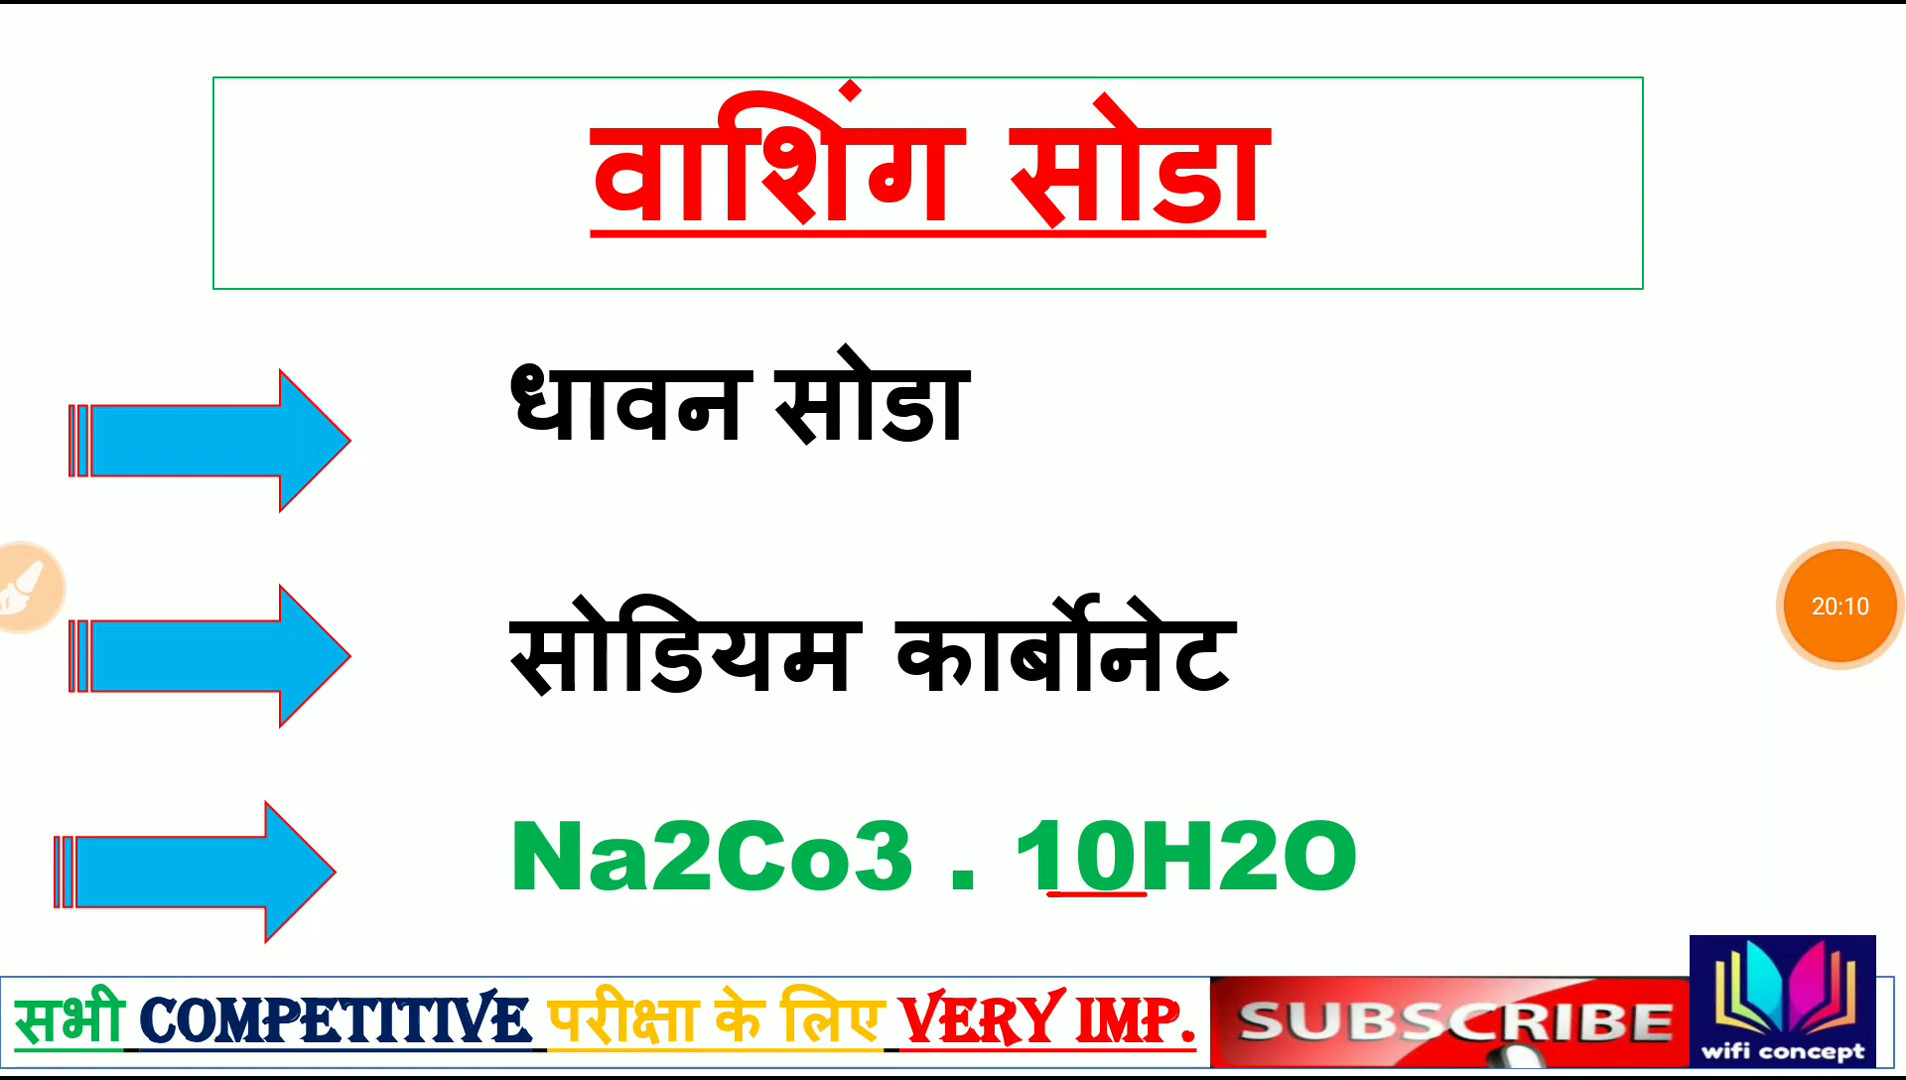 वाशिंग सोडा
धावन सोडा
सोडियम कार्बोनेट
Na2Co3 . 10H2O
20:10
सभी COMPETITIVE परीक्षा के लिए VERY IMP.
SUBSCRIBE
wifi concept